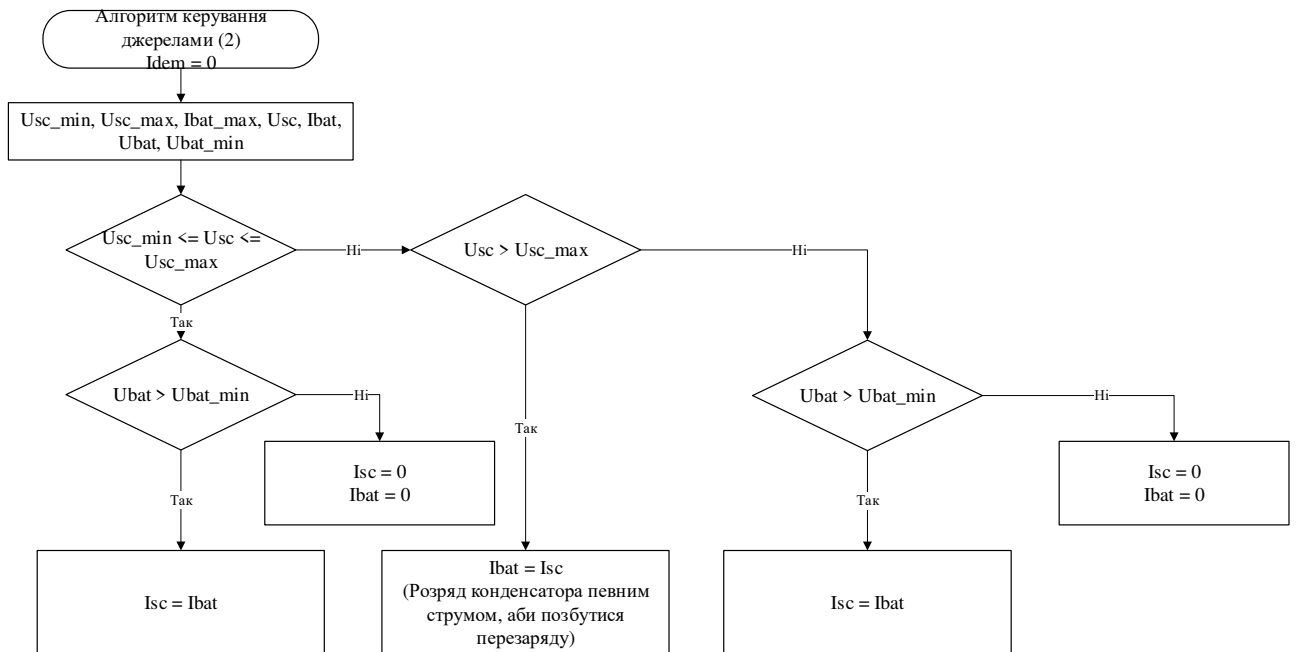 Алгоритм керування
джерелами (2)
Idem = 0
Usc_min, Usc_max, Ibat_max, Usc, Ibat,
Ubat, Ubat_min
Usc_min <= Usc <=
Usc_max
Ні
Usc > Usc_max
Ні
Так
Ubat > Ubat_min
Ні
Так
Ubat > Ubat_min
Ні
Isc = 0
Ibat = 0
Isc = 0
Ibat = 0
Так
Так
Isc = Ibat
Ibat = Isc
(Розряд конденсатора певним
струмом, аби позбутися
перезаряду)
Isc = Ibat